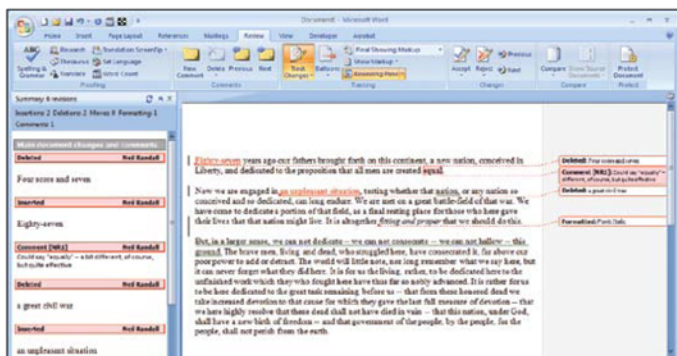 Document1 - Microsoft Word
Home Insert Page Layout References Mailings Review View Developer Acrobat
ABC Research Translation ScreenTip
Thesaurus Set Language
Spelling & Grammar Translate Word Count
Proofing
New Comment Delete Previous Next
Comments
Track Changes Balloons
Final Showing Markup
Show Markup
Reviewing Pane
Tracking
Accept Reject Previous
Next
Changes
Compare Show Source Documents
Compare
Protect Document
Protect
Summary: 8 revisions
Insertions: 2 Deletions: 2 Moves: 0 Formatting: 1
Comments: 1
Main document changes and comments
Deleted Neil Randall
Four score and seven
Inserted Neil Randall
Eighty-seven
Comment [NR1] Neil Randall
Could say "equally" -- a bit different, of course,
but quite effective
Deleted Neil Randall
a great civil war
Inserted Neil Randall
an unpleasant situation
Eighty-seven years ago our fathers brought forth on this continent, a new nation, conceived in
Liberty, and dedicated to the proposition that all men are created equal.
Now we are engaged in an unpleasant situation, testing whether that nation, or any nation so
conceived and so dedicated, can long endure. We are met on a great battle-field of that war. We
have come to dedicate a portion of that field, as a final resting place for those who here gave
their lives that that nation might live. It is altogether fitting and proper that we should do this.
But, in a larger sense, we can not dedicate -- we can not consecrate -- we can not hallow -- this
ground. The brave men, living and dead, who struggled here, have consecrated it, far above our
poor power to add or detract. The world will little note, nor long remember what we say here, but
it can never forget what they did here. It is for us the living, rather, to be dedicated here to the
unfinished work which they who fought here have thus far so nobly advanced. It is rather for us
to be here dedicated to the great task remaining before us -- that from these honored dead we
take increased devotion to that cause for which they gave the last full measure of devotion -- that
we here highly resolve that these dead shall not have died in vain -- that this nation, under God,
shall have a new birth of freedom -- and that government of the people, by the people, for the
people, shall not perish from the earth.
Deleted: Four score and seven
Comment [NR1]: Could say "equally" -- a bit
different, of course, but quite effective
Deleted: a great civil war
Formatted: Font: Italic